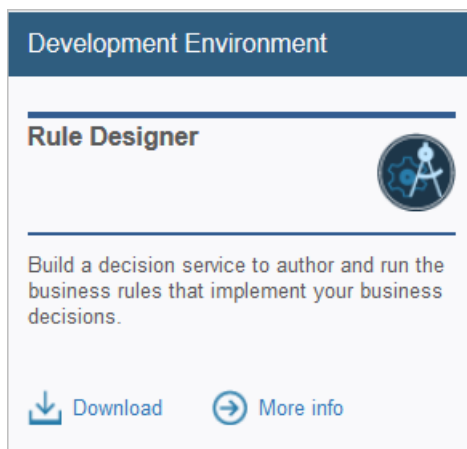 Development Environment
Rule Designer
Build a decision service to author and run the
business rules that implement your business
decisions.
Download
More info